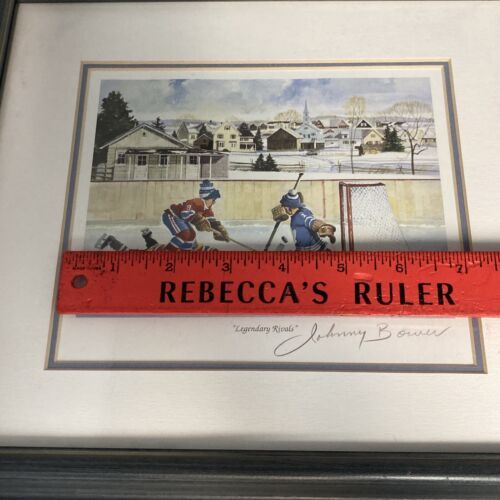 1 2 3 4 5 6 7
REBECCA'S RULER
"Legendary Rivals"
Johnny Bower